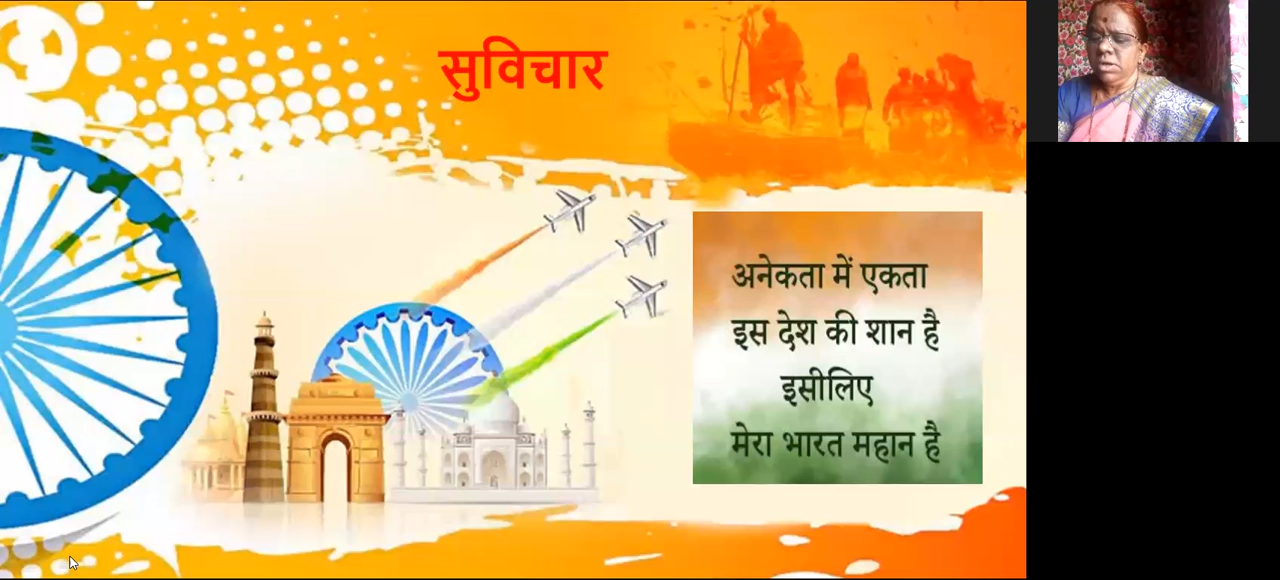 सुविचार
अनेकता में एकता
इस देश की शान है
इसीलिए
मेरा भारत महान है